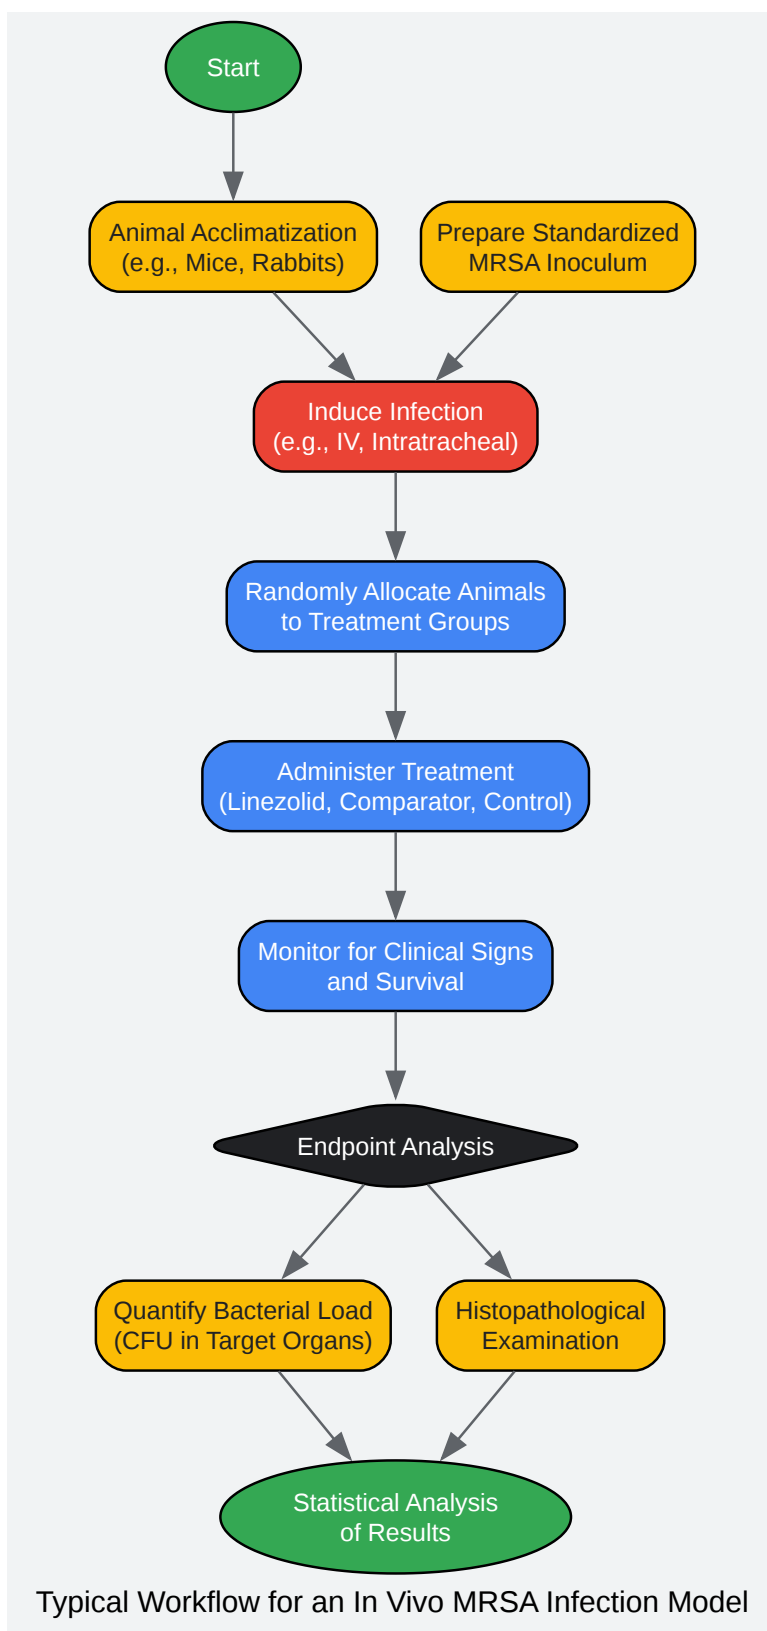 Start
Animal Acclimatization
(e.g., Mice, Rabbits)
Prepare Standardized
MRSA Inoculum
Induce Infection
(e.g., IV, Intratracheal)
Randomly Allocate Animals
to Treatment Groups
Administer Treatment
(Linezolid, Comparator, Control)
Monitor for Clinical Signs
and Survival
Endpoint Analysis
Quantify Bacterial Load
(CFU in Target Organs)
Histopathological
Examination
Statistical Analysis
of Results
Typical Workflow for an In Vivo MRSA Infection Model